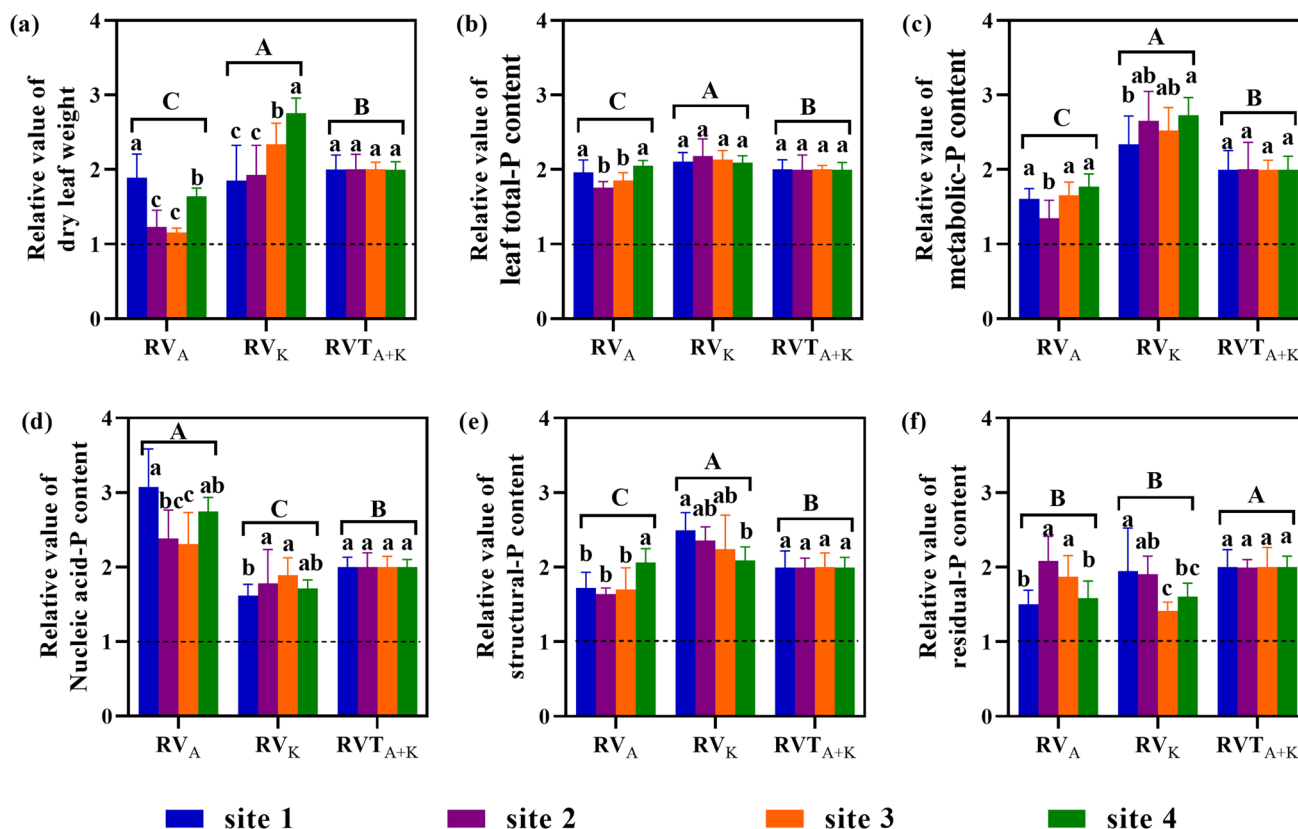 (a)
Relative value of
dry leaf weight
4
3
2
1
0
C
A
B
a
c
c
b
c
c
b
a
a
a
a
a
RVA
RVK
RVTA+K
(b)
Relative value of
leaf total-P content
4
3
2
1
0
C
A
B
a
b
b
a
a
a
a
a
a
a
a
a
RVA
RVK
RVTA+K
(c)
Relative value of
metabolic-P content
4
3
2
1
0
C
A
B
a
b
a
a
b
ab
ab
a
a
a
a
a
RVA
RVK
RVTA+K
(d)
Relative value of
Nucleic acid-P content
4
3
2
1
0
A
C
B
a
bc
c
ab
b
a
a
ab
a
a
a
a
RVA
RVK
RVTA+K
(e)
Relative value of
structural-P content
4
3
2
1
0
C
A
B
b
b
b
a
a
ab
ab
b
a
a
a
a
RVA
RVK
RVTA+K
(f)
Relative value of
residual-P content
4
3
2
1
0
B
B
A
b
a
a
b
a
ab
c
bc
a
a
a
a
RVA
RVK
RVTA+K
site 1
site 2
site 3
site 4